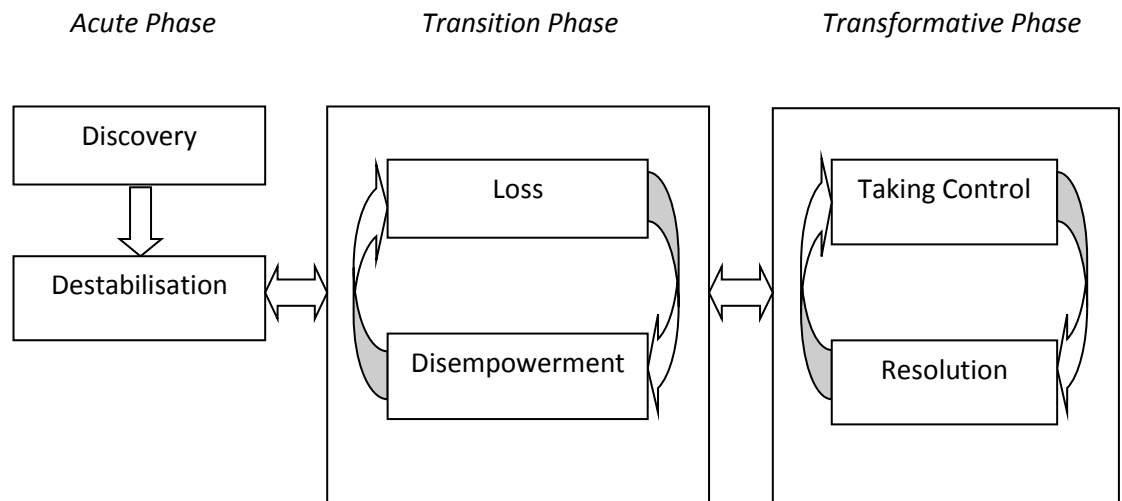 Acute Phase
Transition Phase
Transformative Phase
Discovery
Destabilisation
Loss
Disempowerment
Taking Control
Resolution